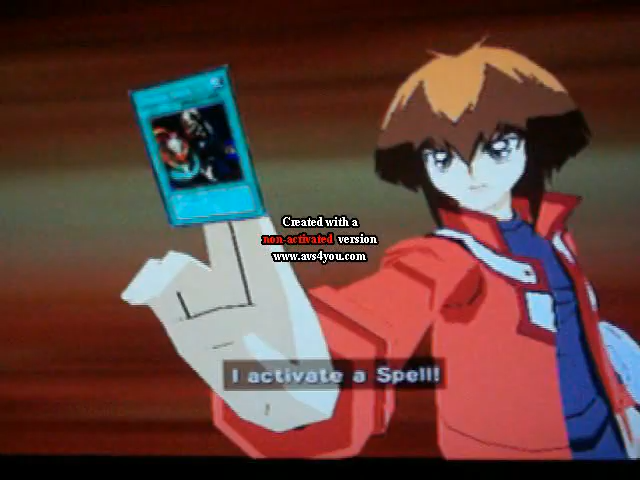 Created with a
non-activated version
www.avs4you.com
I activate a Spell!